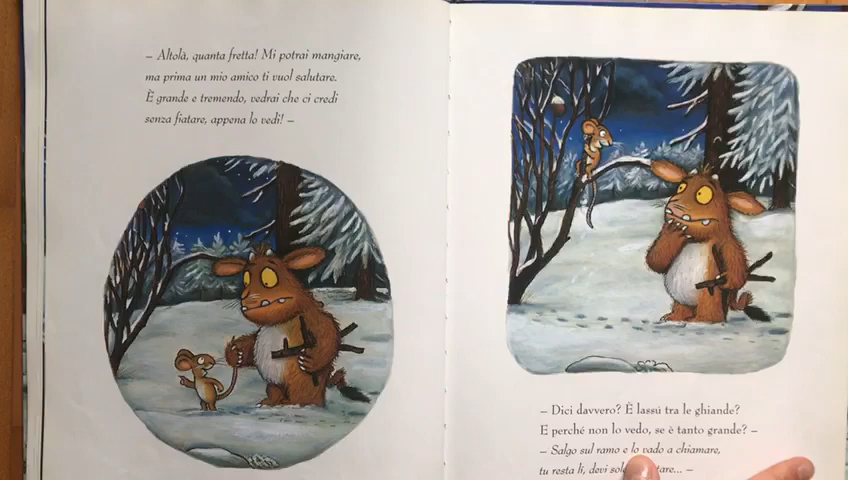 – Altolà, quanta fretta! Mi potrai mangiare,
ma prima un mio amico ti vuol salutare.
È grande e tremendo, vedrai che ci credi
senza fiatare, appena lo vedi! –
– Dici davvero? È lassù tra le ghiande?
E perché non lo vedo, se è tanto grande? –
– Salgo sul ramo e lo vado a chiamare,
tu resta lì, devi tare... –